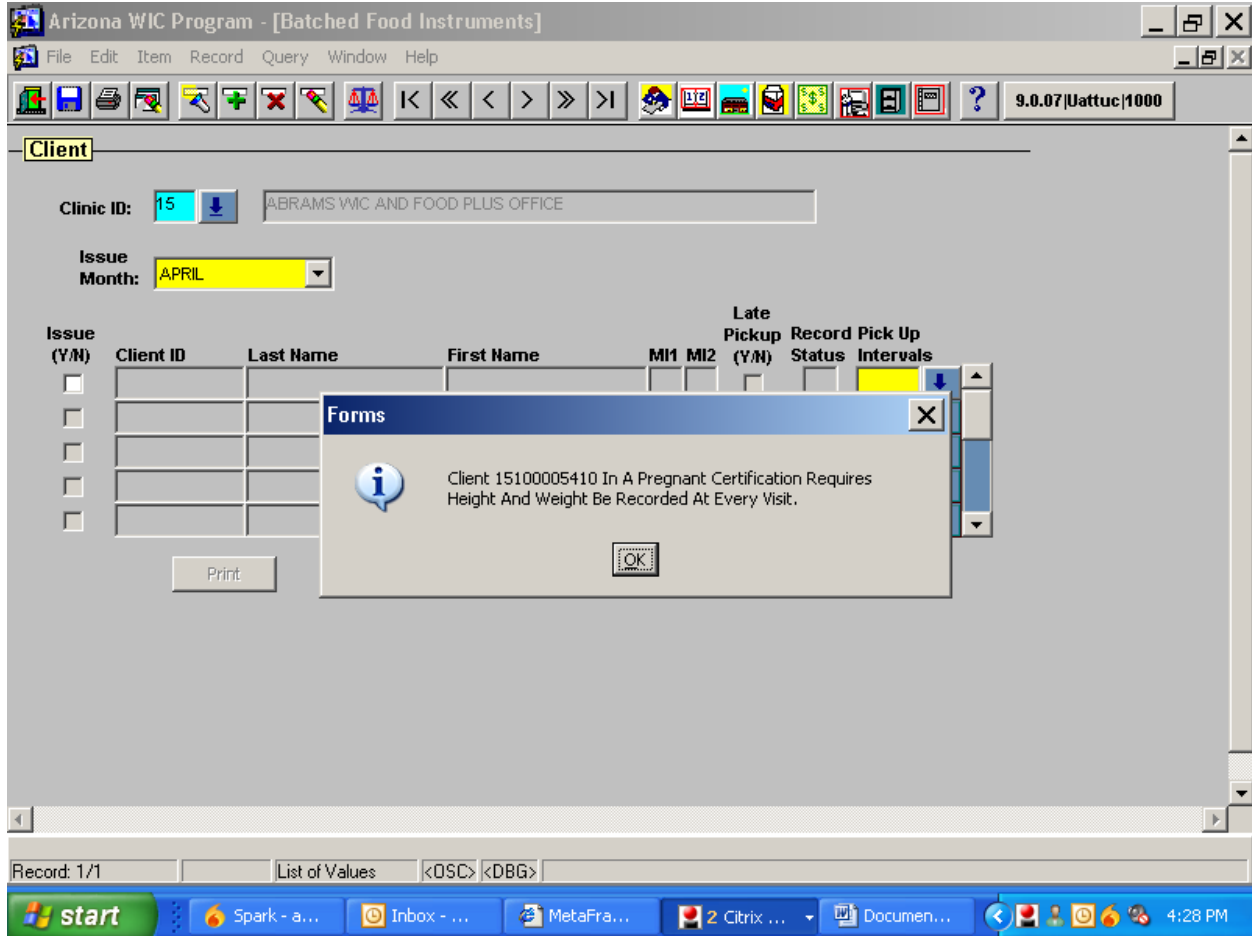 Arizona WIC Program - [Batched Food Instruments]
File Edit Item Record Query Window Help
9.0.07|Uattuc|1000
Client
Clinic ID: 15 ABRAMS WIC AND FOOD PLUS OFFICE
Issue
Month: APRIL
Late
Issue Pickup Record Pick Up
(Y/N) Client ID Last Name First Name MI1 MI2 (Y/N) Status Intervals
Forms
Client 15100005410 In A Pregnant Certification Requires
Height And Weight Be Recorded At Every Visit.
OK
Print
Record: 1/1 List of Values <OSC> <DBG>
start Spark - a... Inbox - ... MetaFra... 2 Citrix ... Documen... 4:28 PM